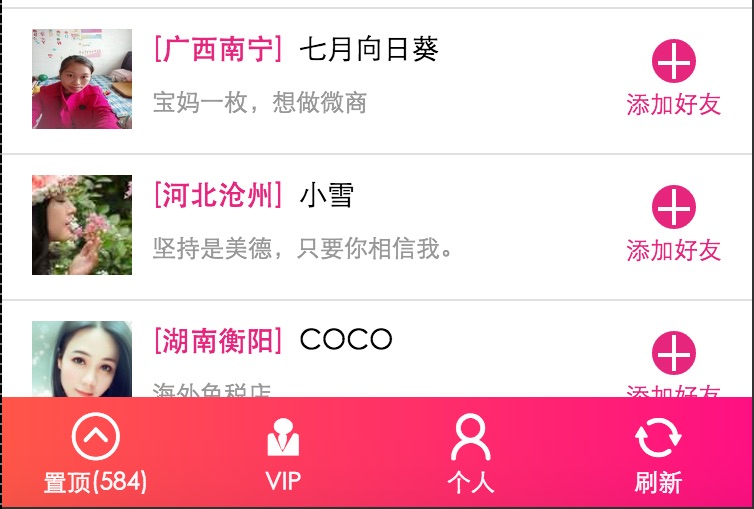 [广西南宁] 七月向日葵
宝妈一枚，想做微商
添加好友
[河北沧州] 小雪
坚持是美德，只要你相信我。
添加好友
[湖南衡阳] COCO
海外免税店
添加好友
置顶(584)
VIP
个人
刷新